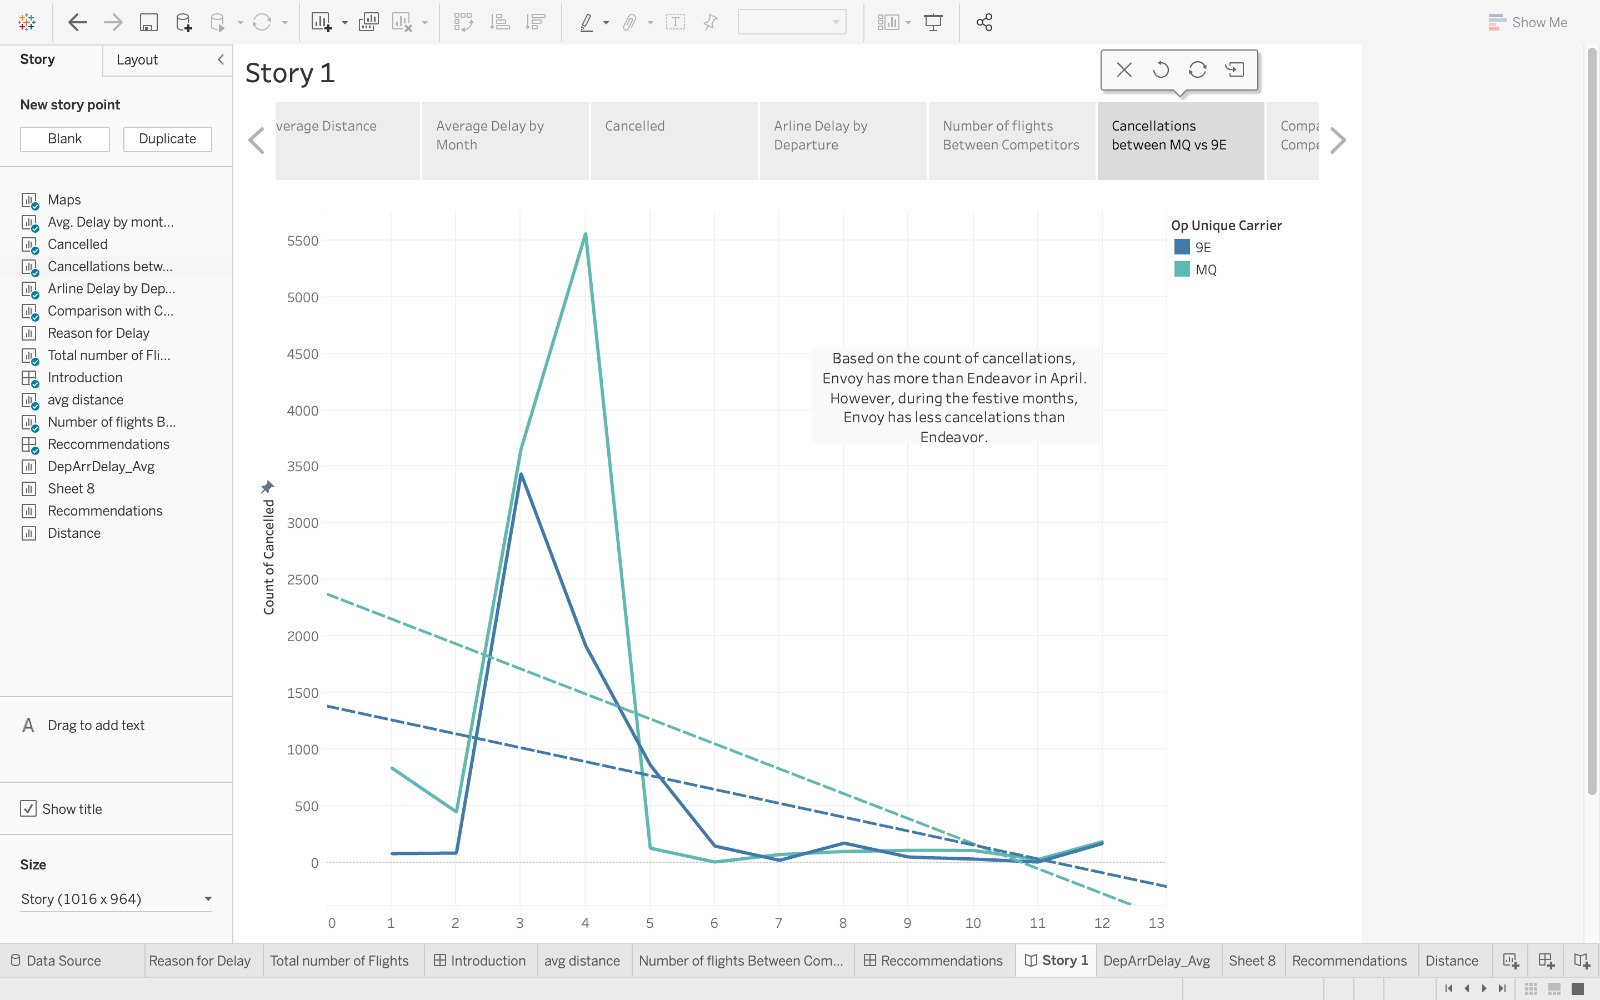 Show Me
Story
Layout
New story point
Blank
Duplicate
Maps
Avg. Delay by mont...
Cancelled
Cancellations betw...
Arline Delay by Dep...
Comparison with C...
Reason for Delay
Total number of Fli...
Introduction
avg distance
Number of flights B...
Reccommendations
DepArrDelay_Avg
Sheet 8
Recommendations
Distance
A Drag to add text
Show title
Size
Story (1016 x 964)
Story 1
verage Distance
Average Delay by
Month
Cancelled
Arline Delay by
Departure
Number of flights
Between Competitors
Cancellations
between MQ vs 9E
Compa
Compe
5500
5000
4500
4000
3500
3000
2500
2000
1500
1000
500
0
Count of Cancelled
Based on the count of cancellations,
Envoy has more than Endeavor in April.
However, during the festive months,
Envoy has less cancelations than
Endeavor.
Op Unique Carrier
9E
MQ
0 1 2 3 4 5 6 7 8 9 10 11 12 13
Data Source Reason for Delay Total number of Flights Introduction avg distance Number of flights Between Com... Reccommendations Story 1 DepArrDelay_Avg Sheet 8 Recommendations Distance